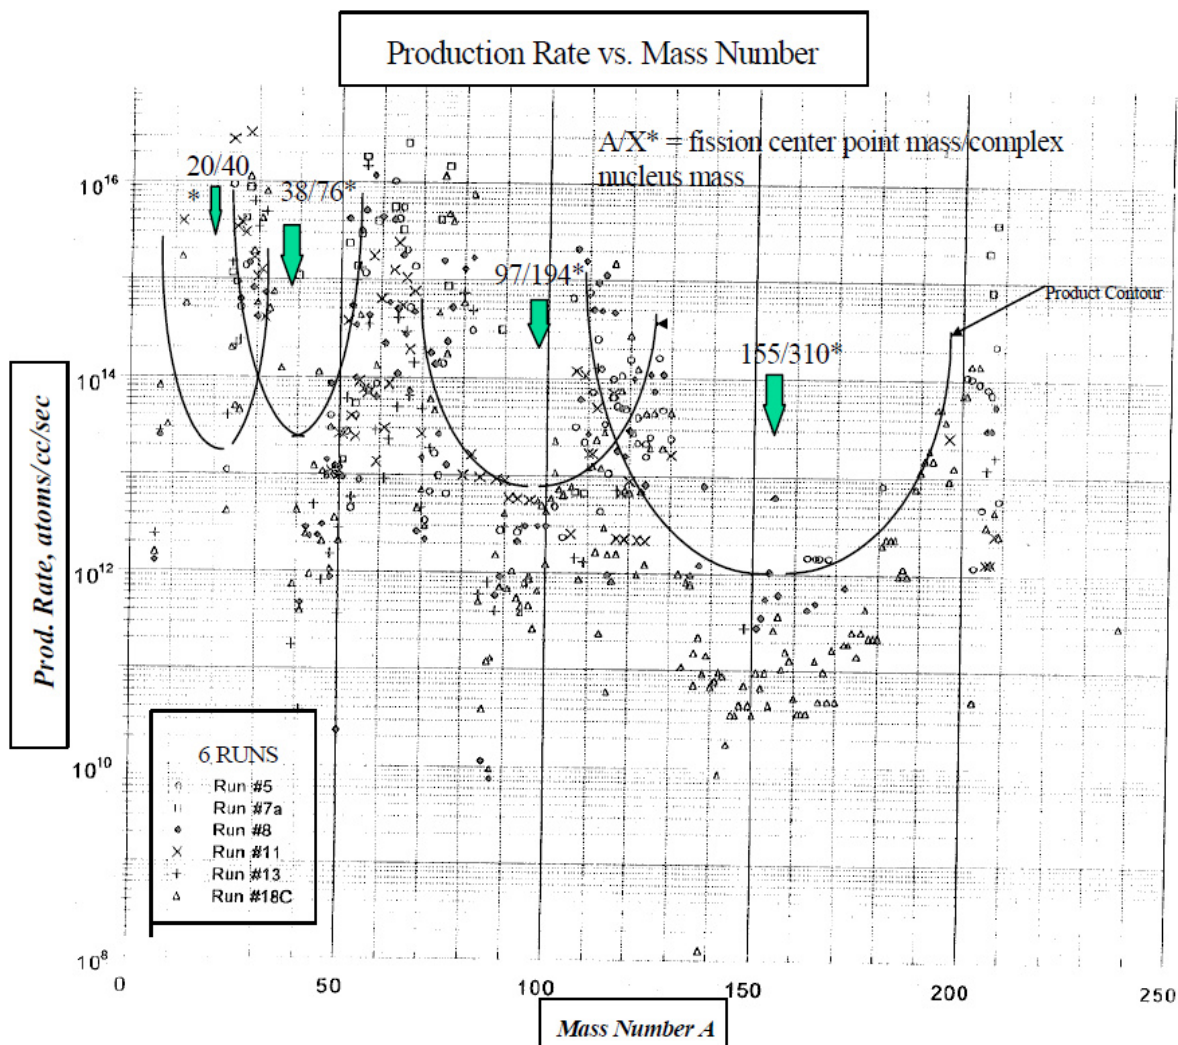 Production Rate vs. Mass Number
A/X* = fission center point mass/complex
nucleus mass
20/40
*
38/76*
97/194*
155/310*
Product Contour
Prod. Rate, atoms/cc/sec
10^16
10^14
10^12
10^10
10^8
6 RUNS
Run #5
Run #7a
Run #8
Run #11
Run #13
Run #18C
0
50
100
150
200
250
Mass Number A